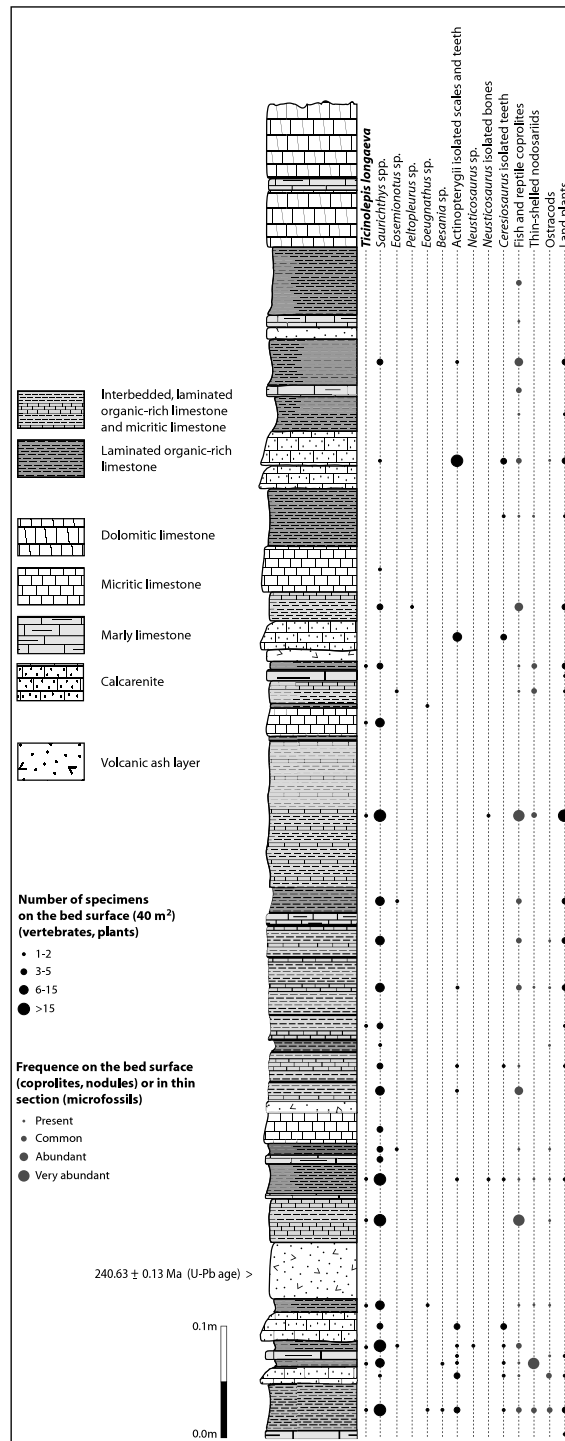 Ticinolepis longaeva
Saurichthys spp.
Eosemionotus sp.
Peltopleurus sp.
Eoeugnathus sp.
Besania sp.
Actinopterygii isolated scales and teeth
Neusticosaurus sp.
Neusticosaurus isolated bones
Ceresiosaurus isolated teeth
Fish and reptile coprolites
Thin-shelled nodosariids
Ostracods
Land plants
Interbedded, laminated
organic-rich limestone
and micritic limestone
Laminated organic-rich
limestone
Dolomitic limestone
Micritic limestone
Marly limestone
Calcarenite
Volcanic ash layer
Number of specimens
on the bed surface (40 m²)
(vertebrates, plants)
1-2
3-5
6-15
>15
Frequence on the bed surface
(coprolites, nodules) or in thin
section (microfossils)
Present
Common
Abundant
Very abundant
240.63 ± 0.13 Ma (U-Pb age) >
0.1m
0.0m